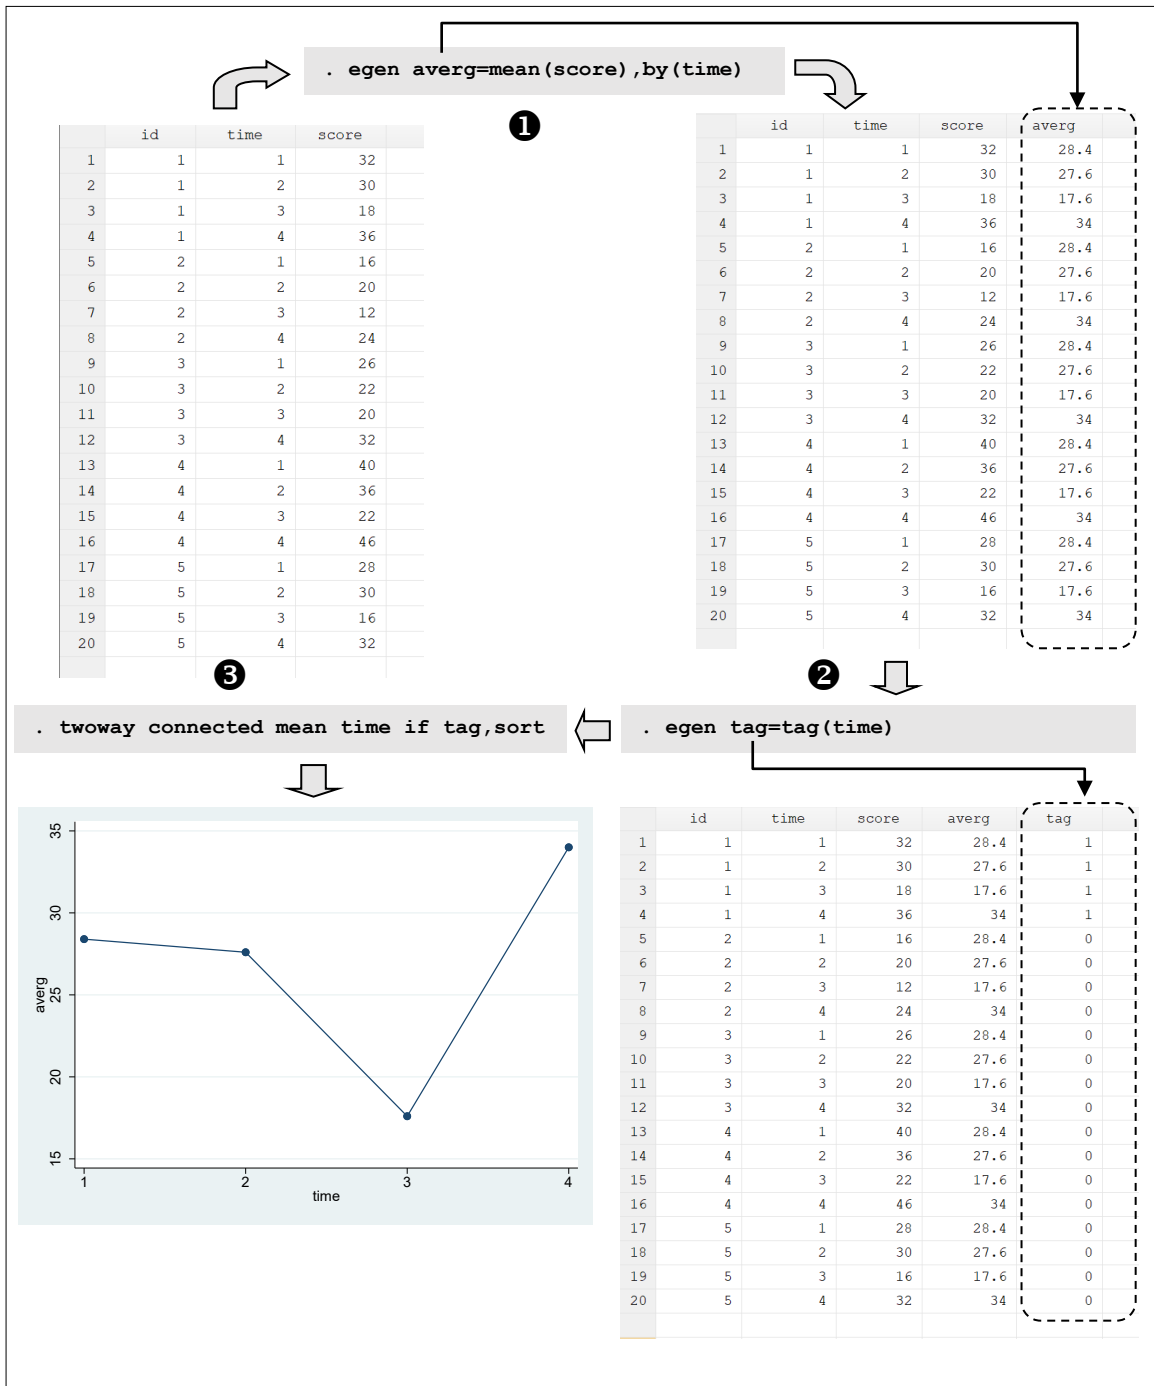 . egen averg=mean(score),by(time)
❶
id time score
1 1 1 32
2 1 2 30
3 1 3 18
4 1 4 36
5 2 1 16
6 2 2 20
7 2 3 12
8 2 4 24
9 3 1 26
10 3 2 22
11 3 3 20
12 3 4 32
13 4 1 40
14 4 2 36
15 4 3 22
16 4 4 46
17 5 1 28
18 5 2 30
19 5 3 16
20 5 4 32
id time score averg
1 1 1 32 28.4
2 1 2 30 27.6
3 1 3 18 17.6
4 1 4 36 34
5 2 1 16 28.4
6 2 2 20 27.6
7 2 3 12 17.6
8 2 4 24 34
9 3 1 26 28.4
10 3 2 22 27.6
11 3 3 20 17.6
12 3 4 32 34
13 4 1 40 28.4
14 4 2 36 27.6
15 4 3 22 17.6
16 4 4 46 34
17 5 1 28 28.4
18 5 2 30 27.6
19 5 3 16 17.6
20 5 4 32 34
❷
. egen tag=tag(time)
id time score averg tag
1 1 1 32 28.4 1
2 1 2 30 27.6 1
3 1 3 18 17.6 1
4 1 4 36 34 1
5 2 1 16 28.4 0
6 2 2 20 27.6 0
7 2 3 12 17.6 0
8 2 4 24 34 0
9 3 1 26 28.4 0
10 3 2 22 27.6 0
11 3 3 20 17.6 0
12 3 4 32 34 0
13 4 1 40 28.4 0
14 4 2 36 27.6 0
15 4 3 22 17.6 0
16 4 4 46 34 0
17 5 1 28 28.4 0
18 5 2 30 27.6 0
19 5 3 16 17.6 0
20 5 4 32 34 0
❸
. twoway connected mean time if tag,sort
35
30
25
20
15
averg
1 2 3 4
time